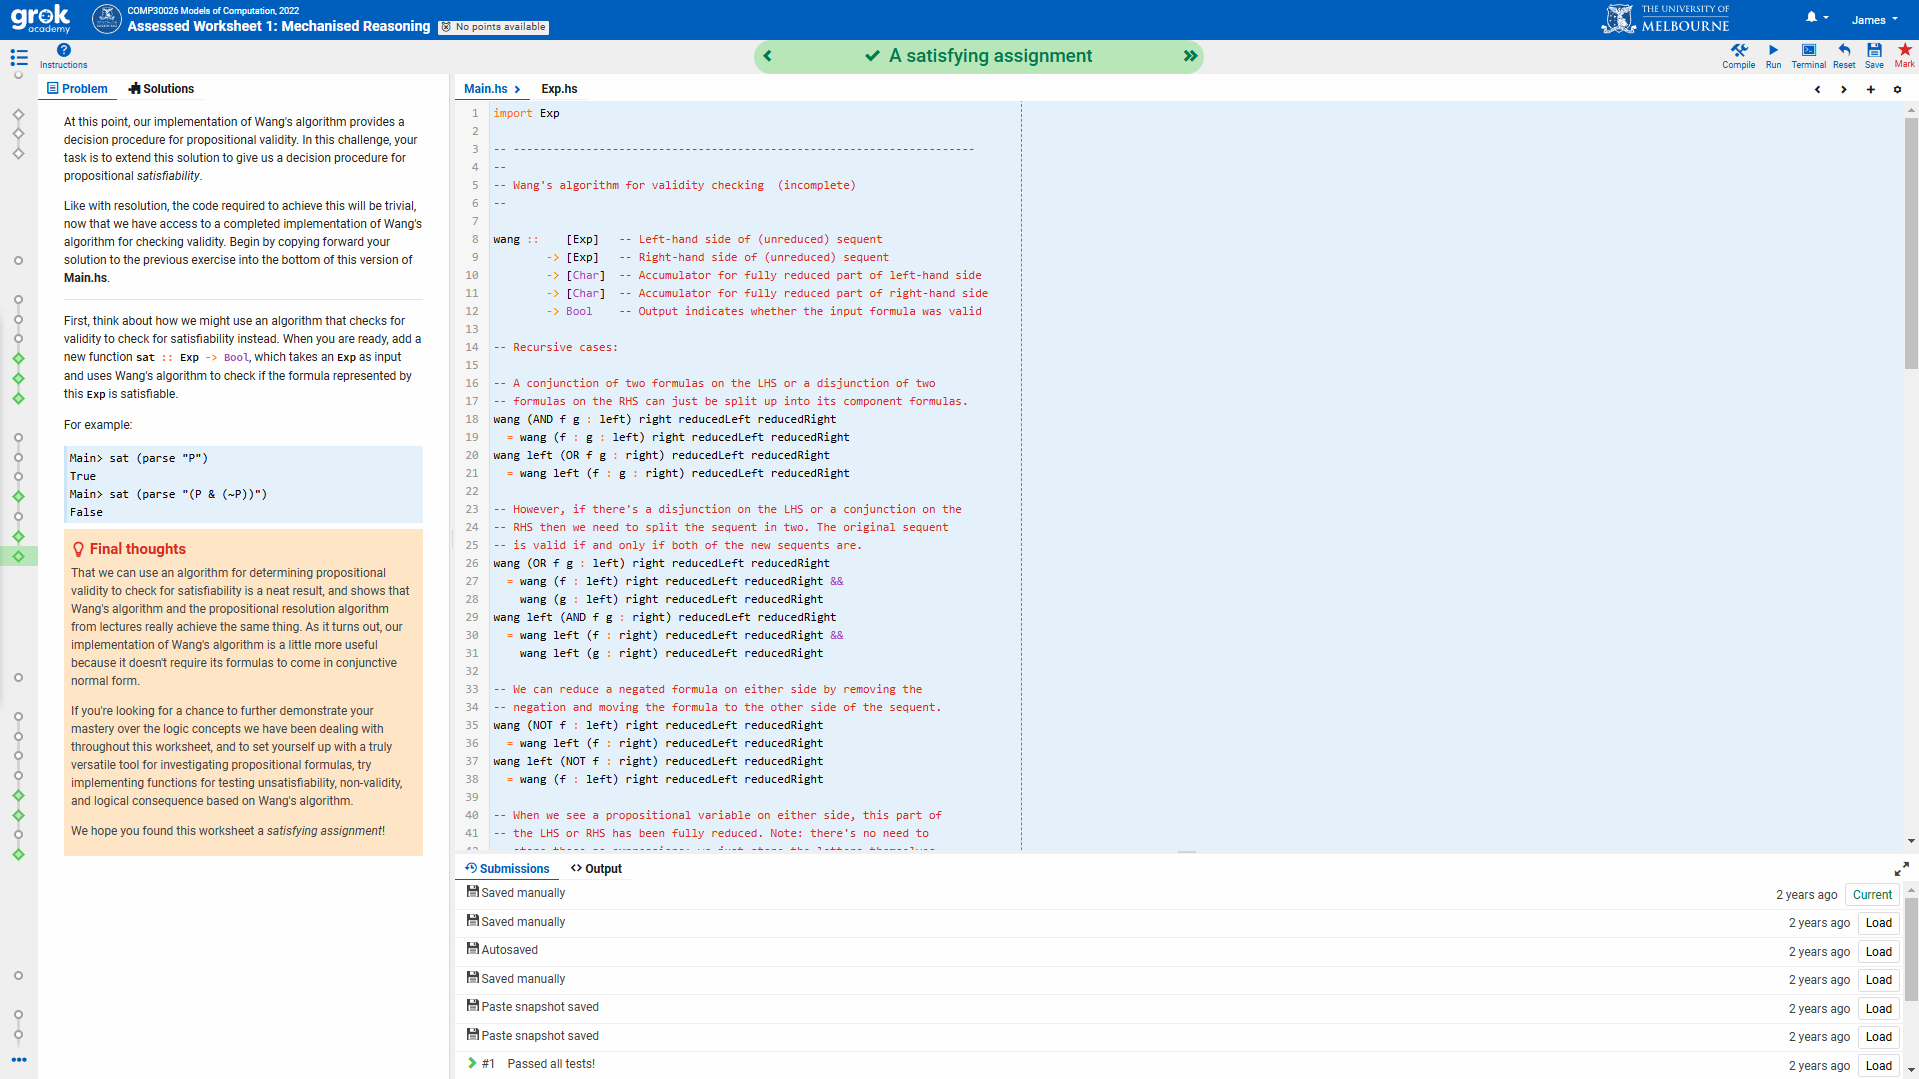 grok
academy
COMP30026 Models of Computation, 2022
Assessed Worksheet 1: Mechanised Reasoning
No points available
THE UNIVERSITY OF
MELBOURNE
James
Instructions
A satisfying assignment
Compile
Run
Terminal
Reset
Save
Mark
Problem
Solutions
At this point, our implementation of Wang's algorithm provides a
decision procedure for propositional validity. In this challenge, your
task is to extend this solution to give us a decision procedure for
propositional satisfiability.
Like with resolution, the code required to achieve this will be trivial,
now that we have access to a completed implementation of Wang's
algorithm for checking validity. Begin by copying forward your
solution to the previous exercise into the bottom of this version of
Main.hs.
First, think about how we might use an algorithm that checks for
validity to check for satisfiability instead. When you are ready, add a
new function sat :: Exp -> Bool, which takes an Exp as input
and uses Wang's algorithm to check if the formula represented by
this Exp is satisfiable.
For example:
Main> sat (parse "P")
True
Main> sat (parse "(P & (~P))")
False
Final thoughts
That we can use an algorithm for determining propositional
validity to check for satisfiability is a neat result, and shows that
Wang's algorithm and the propositional resolution algorithm
from lectures really achieve the same thing. As it turns out, our
implementation of Wang's algorithm is a little more useful
because it doesn't require its formulas to come in conjunctive
normal form.
If you're looking for a chance to further demonstrate your
mastery over the logic concepts we have been dealing with
throughout this worksheet, and to set yourself up with a truly
versatile tool for investigating propositional formulas, try
implementing functions for testing unsatisfiability, non-validity,
and logical consequence based on Wang's algorithm.
We hope you found this worksheet a satisfying assignment!
Main.hs
Exp.hs
1 import Exp
2
3 -- ----------------------------------------------------------------------
4 --
5 -- Wang's algorithm for validity checking  (incomplete)
6 --
7
8 wang ::    [Exp]   -- Left-hand side of (unreduced) sequent
9         -> [Exp]   -- Right-hand side of (unreduced) sequent
10         -> [Char]  -- Accumulator for fully reduced part of left-hand side
11         -> [Char]  -- Accumulator for fully reduced part of right-hand side
12         -> Bool    -- Output indicates whether the input formula was valid
13
14 -- Recursive cases:
15
16 -- A conjunction of two formulas on the LHS or a disjunction of two
17 -- formulas on the RHS can just be split up into its component formulas.
18 wang (AND f g : left) right reducedLeft reducedRight
19   = wang (f : g : left) right reducedLeft reducedRight
20 wang left (OR f g : right) reducedLeft reducedRight
21   = wang left (f : g : right) reducedLeft reducedRight
22
23 -- However, if there's a disjunction on the LHS or a conjunction on the
24 -- RHS then we need to split the sequent in two. The original sequent
25 -- is valid if and only if both of the new sequents are.
26 wang (OR f g : left) right reducedLeft reducedRight
27   = wang (f : left) right reducedLeft reducedRight &&
28     wang (g : left) right reducedLeft reducedRight
29 wang left (AND f g : right) reducedLeft reducedRight
30   = wang left (f : right) reducedLeft reducedRight &&
31     wang left (g : right) reducedLeft reducedRight
32
33 -- We can reduce a negated formula on either side by removing the
34 -- negation and moving the formula to the other side of the sequent.
35 wang (NOT f : left) right reducedLeft reducedRight
36   = wang left (f : right) reducedLeft reducedRight
37 wang left (NOT f : right) reducedLeft reducedRight
38   = wang (f : left) right reducedLeft reducedRight
39
40 -- When we see a propositional variable on either side, this part of
41 -- the LHS or RHS has been fully reduced. Note: there's no need to
Submissions
Output
Saved manually 2 years ago Current
Saved manually 2 years ago Load
Autosaved 2 years ago Load
Saved manually 2 years ago Load
Paste snapshot saved 2 years ago Load
Paste snapshot saved 2 years ago Load
#1 Passed all tests! 2 years ago Load